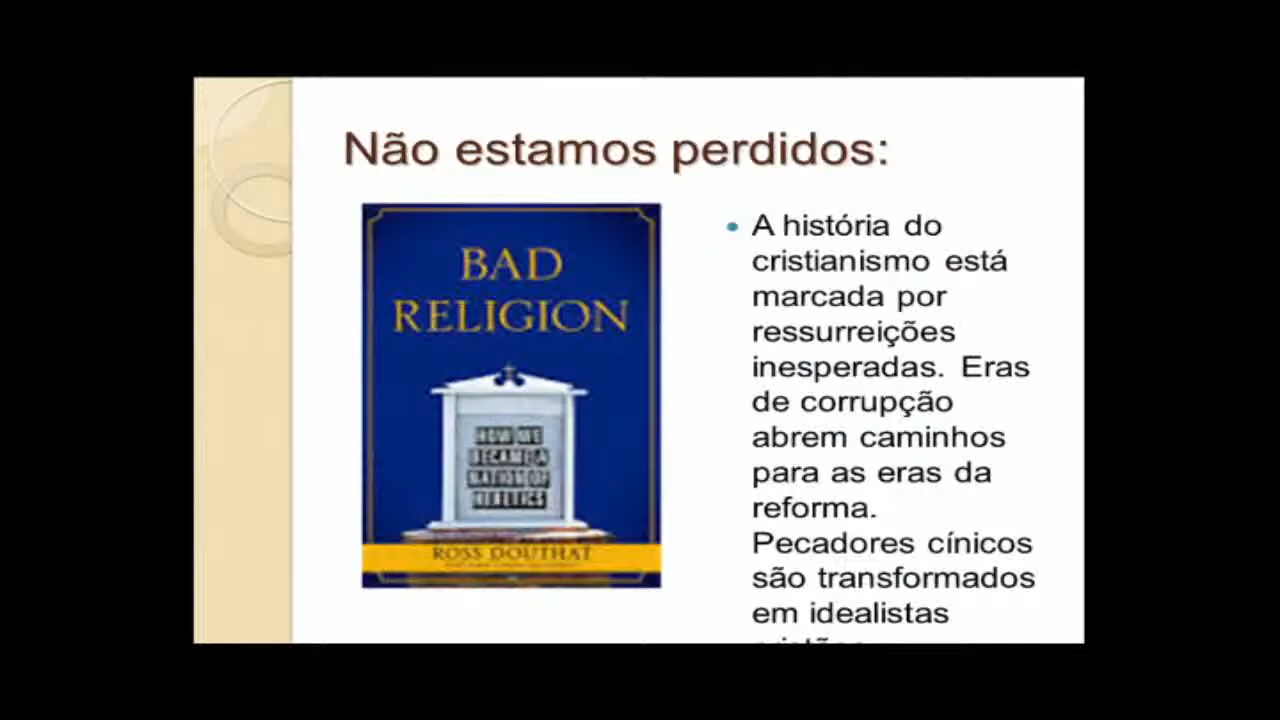 Não estamos perdidos:
BAD
RELIGION
HOW WE
BECAME A
NATION OF
HERETICS
ROSS DOUTHAT
• A história do
cristianismo está
marcada por
ressurreições
inesperadas. Eras
de corrupção
abrem caminhos
para as eras da
reforma.
Pecadores cínicos
são transformados
em idealistas